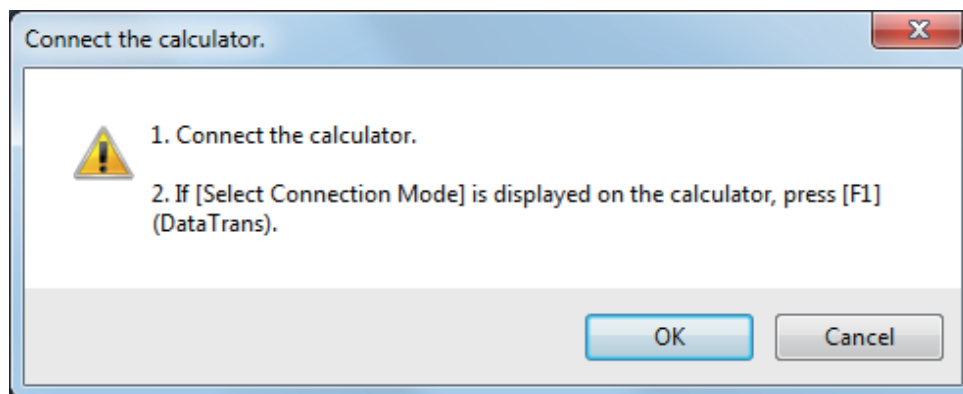 Connect the calculator.
1. Connect the calculator.
2. If [Select Connection Mode] is displayed on the calculator, press [F1]
(DataTrans).
OK
Cancel